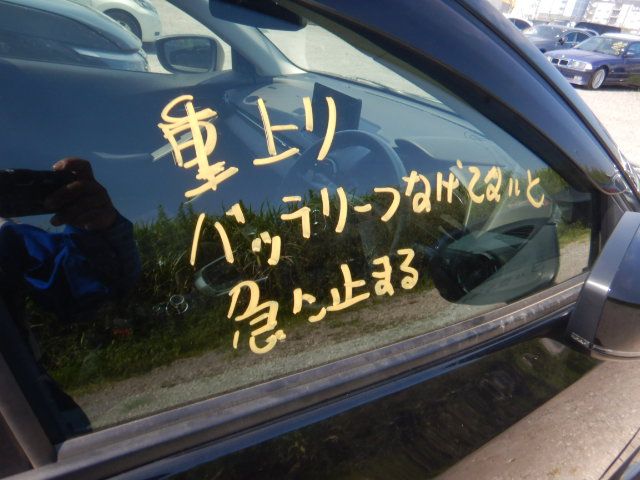 重上り
バッテリーつなげてないと
急に止まる